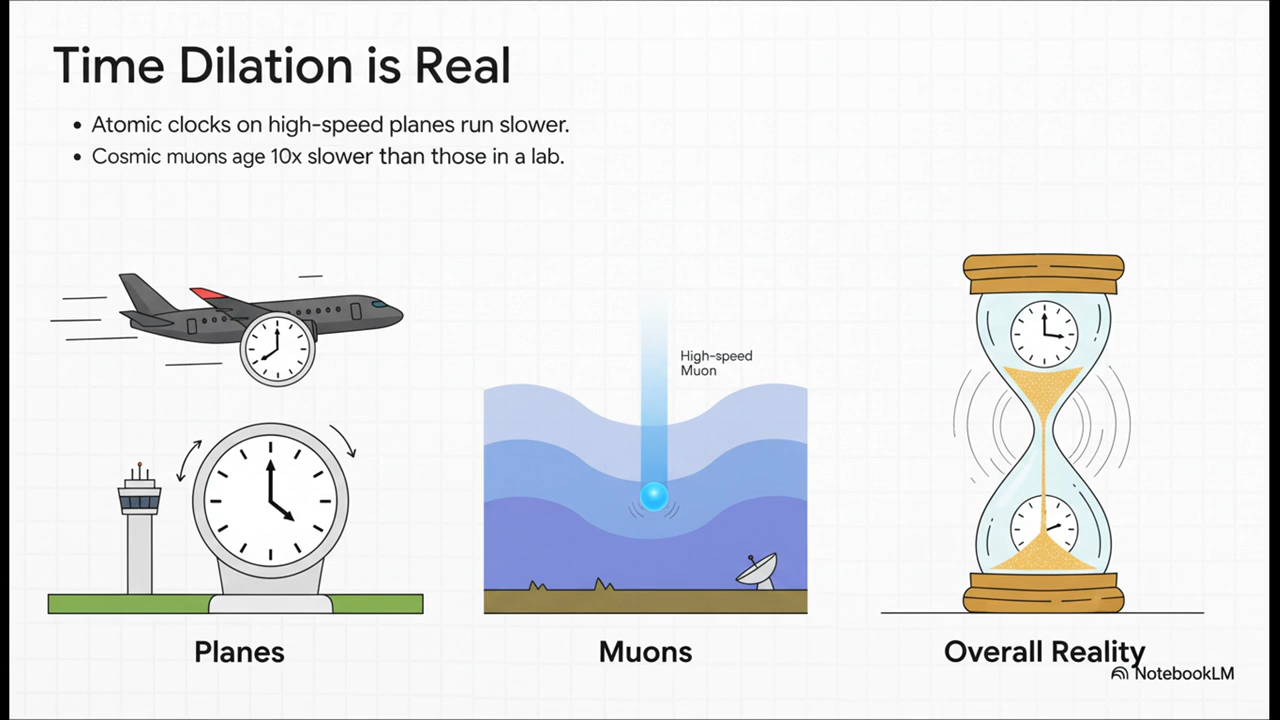 Time Dilation is Real
• Atomic clocks on high-speed planes run slower.
• Cosmic muons age 10x slower than those in a lab.
High-speed
Muon
Planes
Muons
Overall Reality
NotebookLM